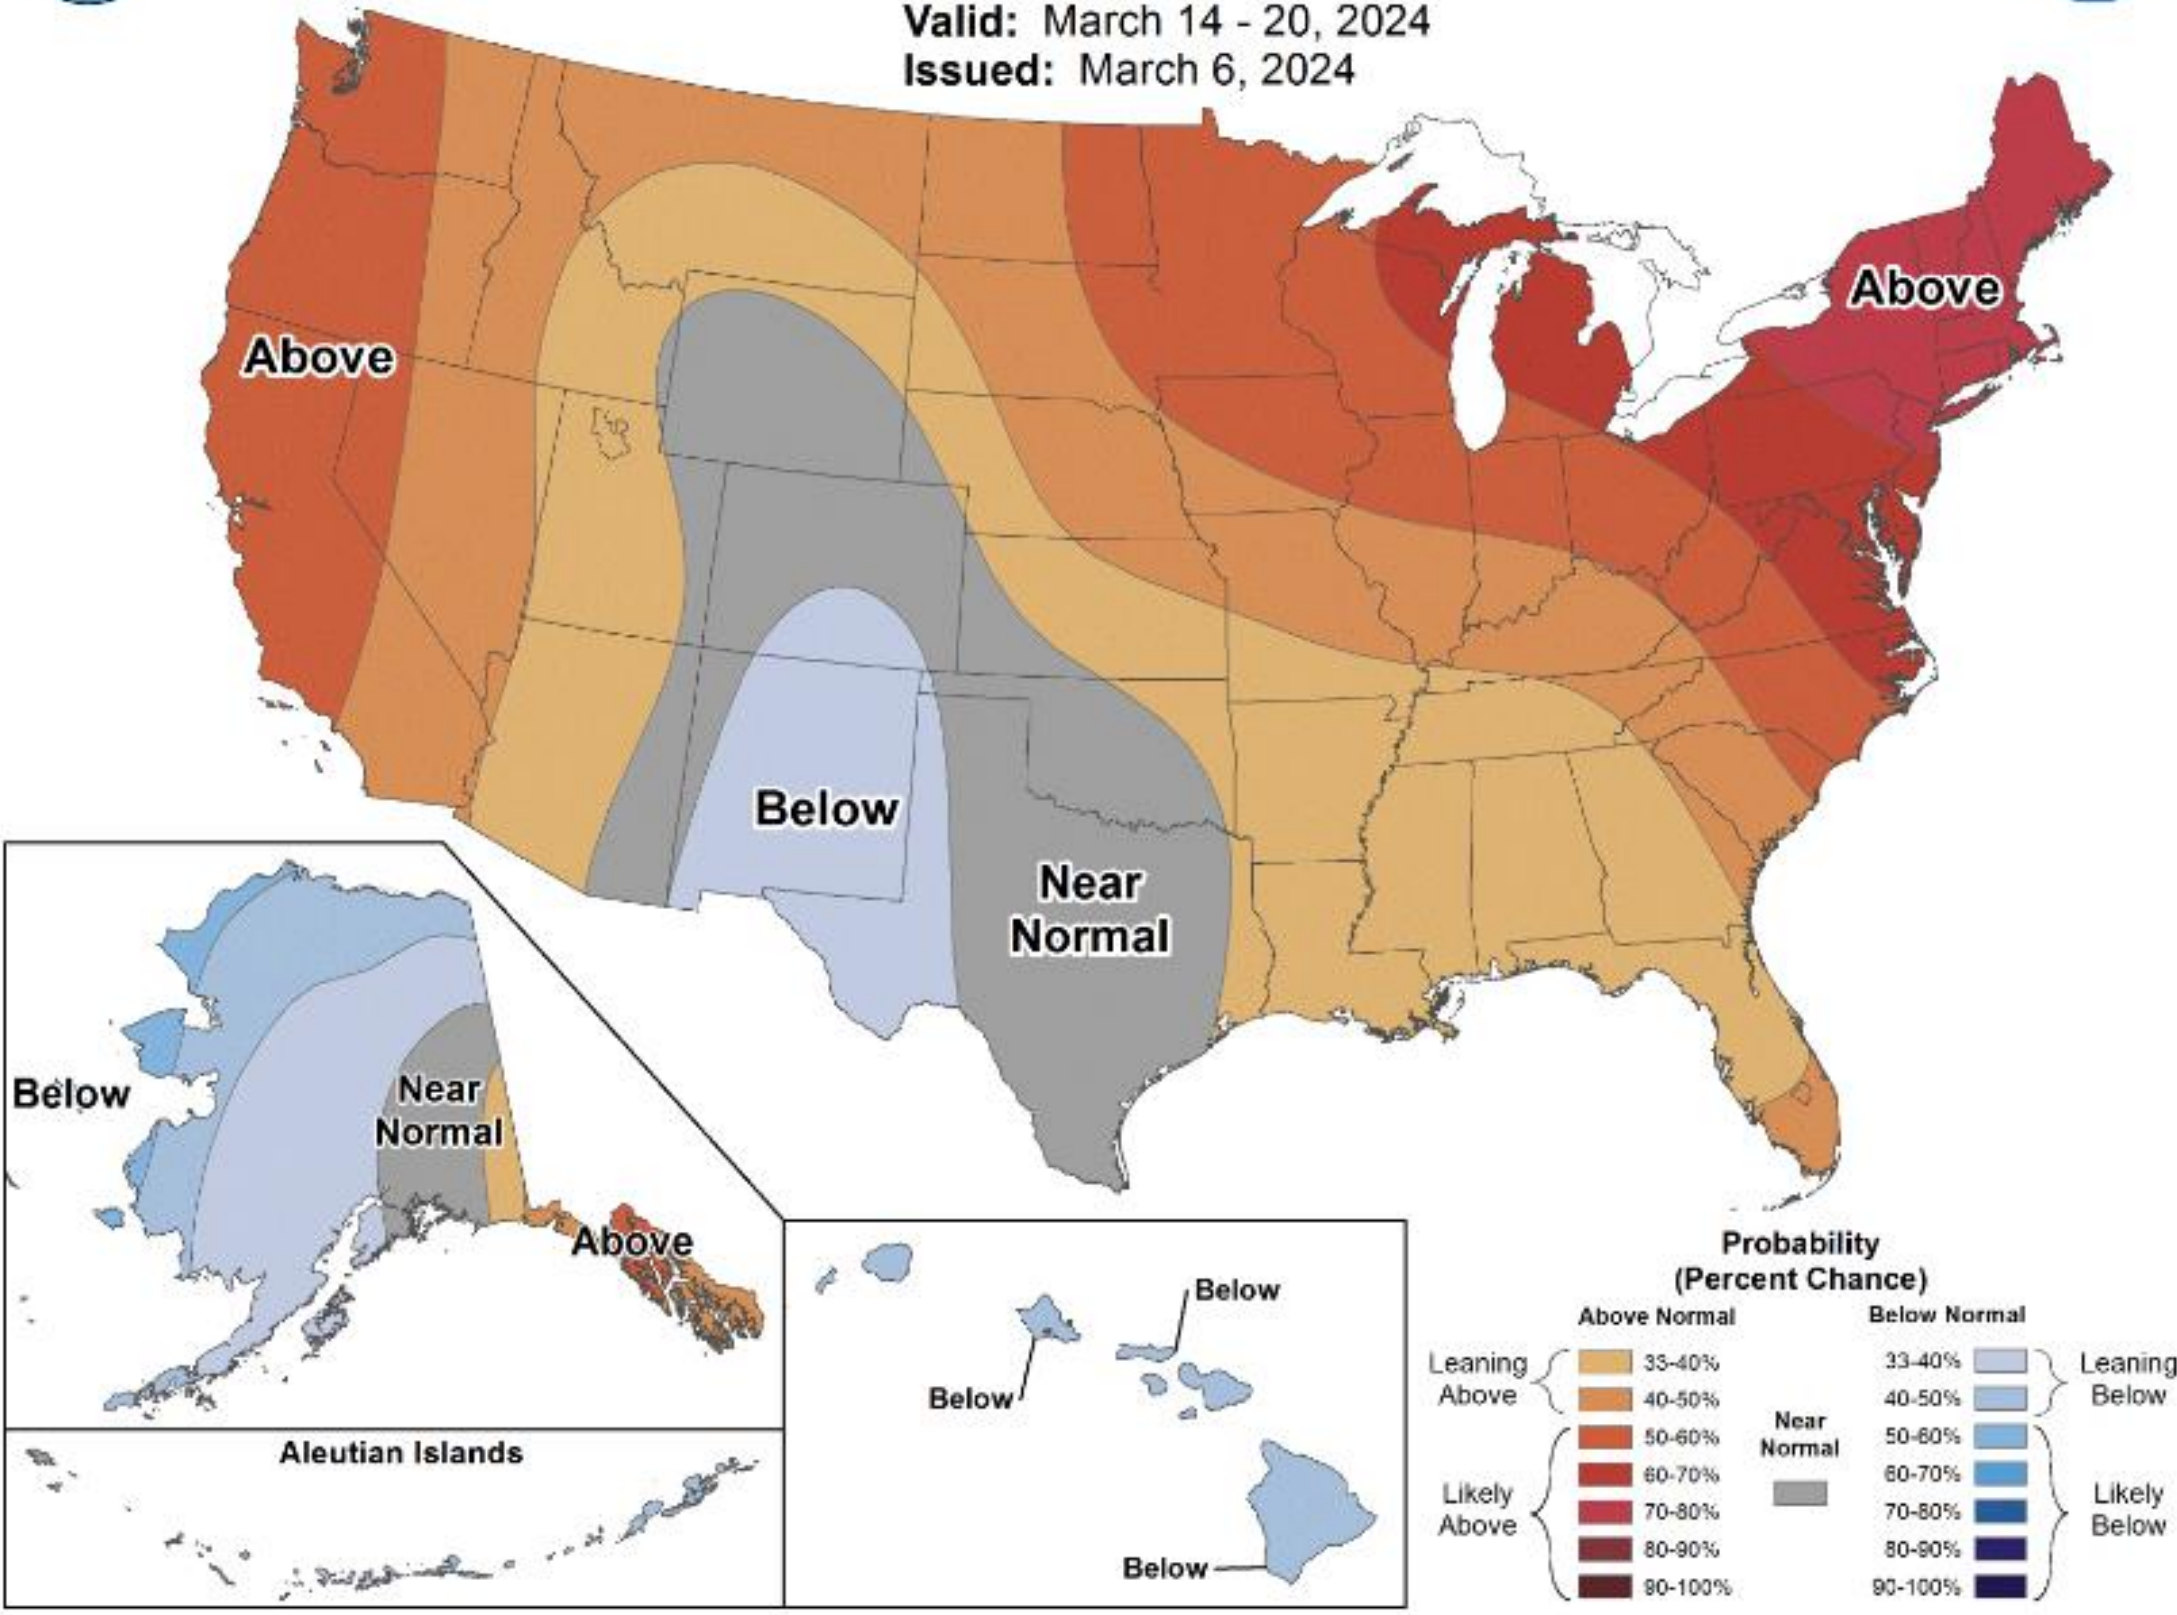 Valid: March 14 - 20, 2024
Issued: March 6, 2024
Above
Above
Below
Near
Normal
Below
Near
Normal
Above
Aleutian Islands
Below
Below
Below
Probability
(Percent Chance)
Above Normal
Below Normal
Leaning
Above
33-40%
40-50%
Likely
Above
50-60%
60-70%
70-80%
80-90%
90-100%
Near
Normal
33-40%
40-50%
Leaning
Below
50-60%
60-70%
70-80%
80-90%
90-100%
Likely
Below